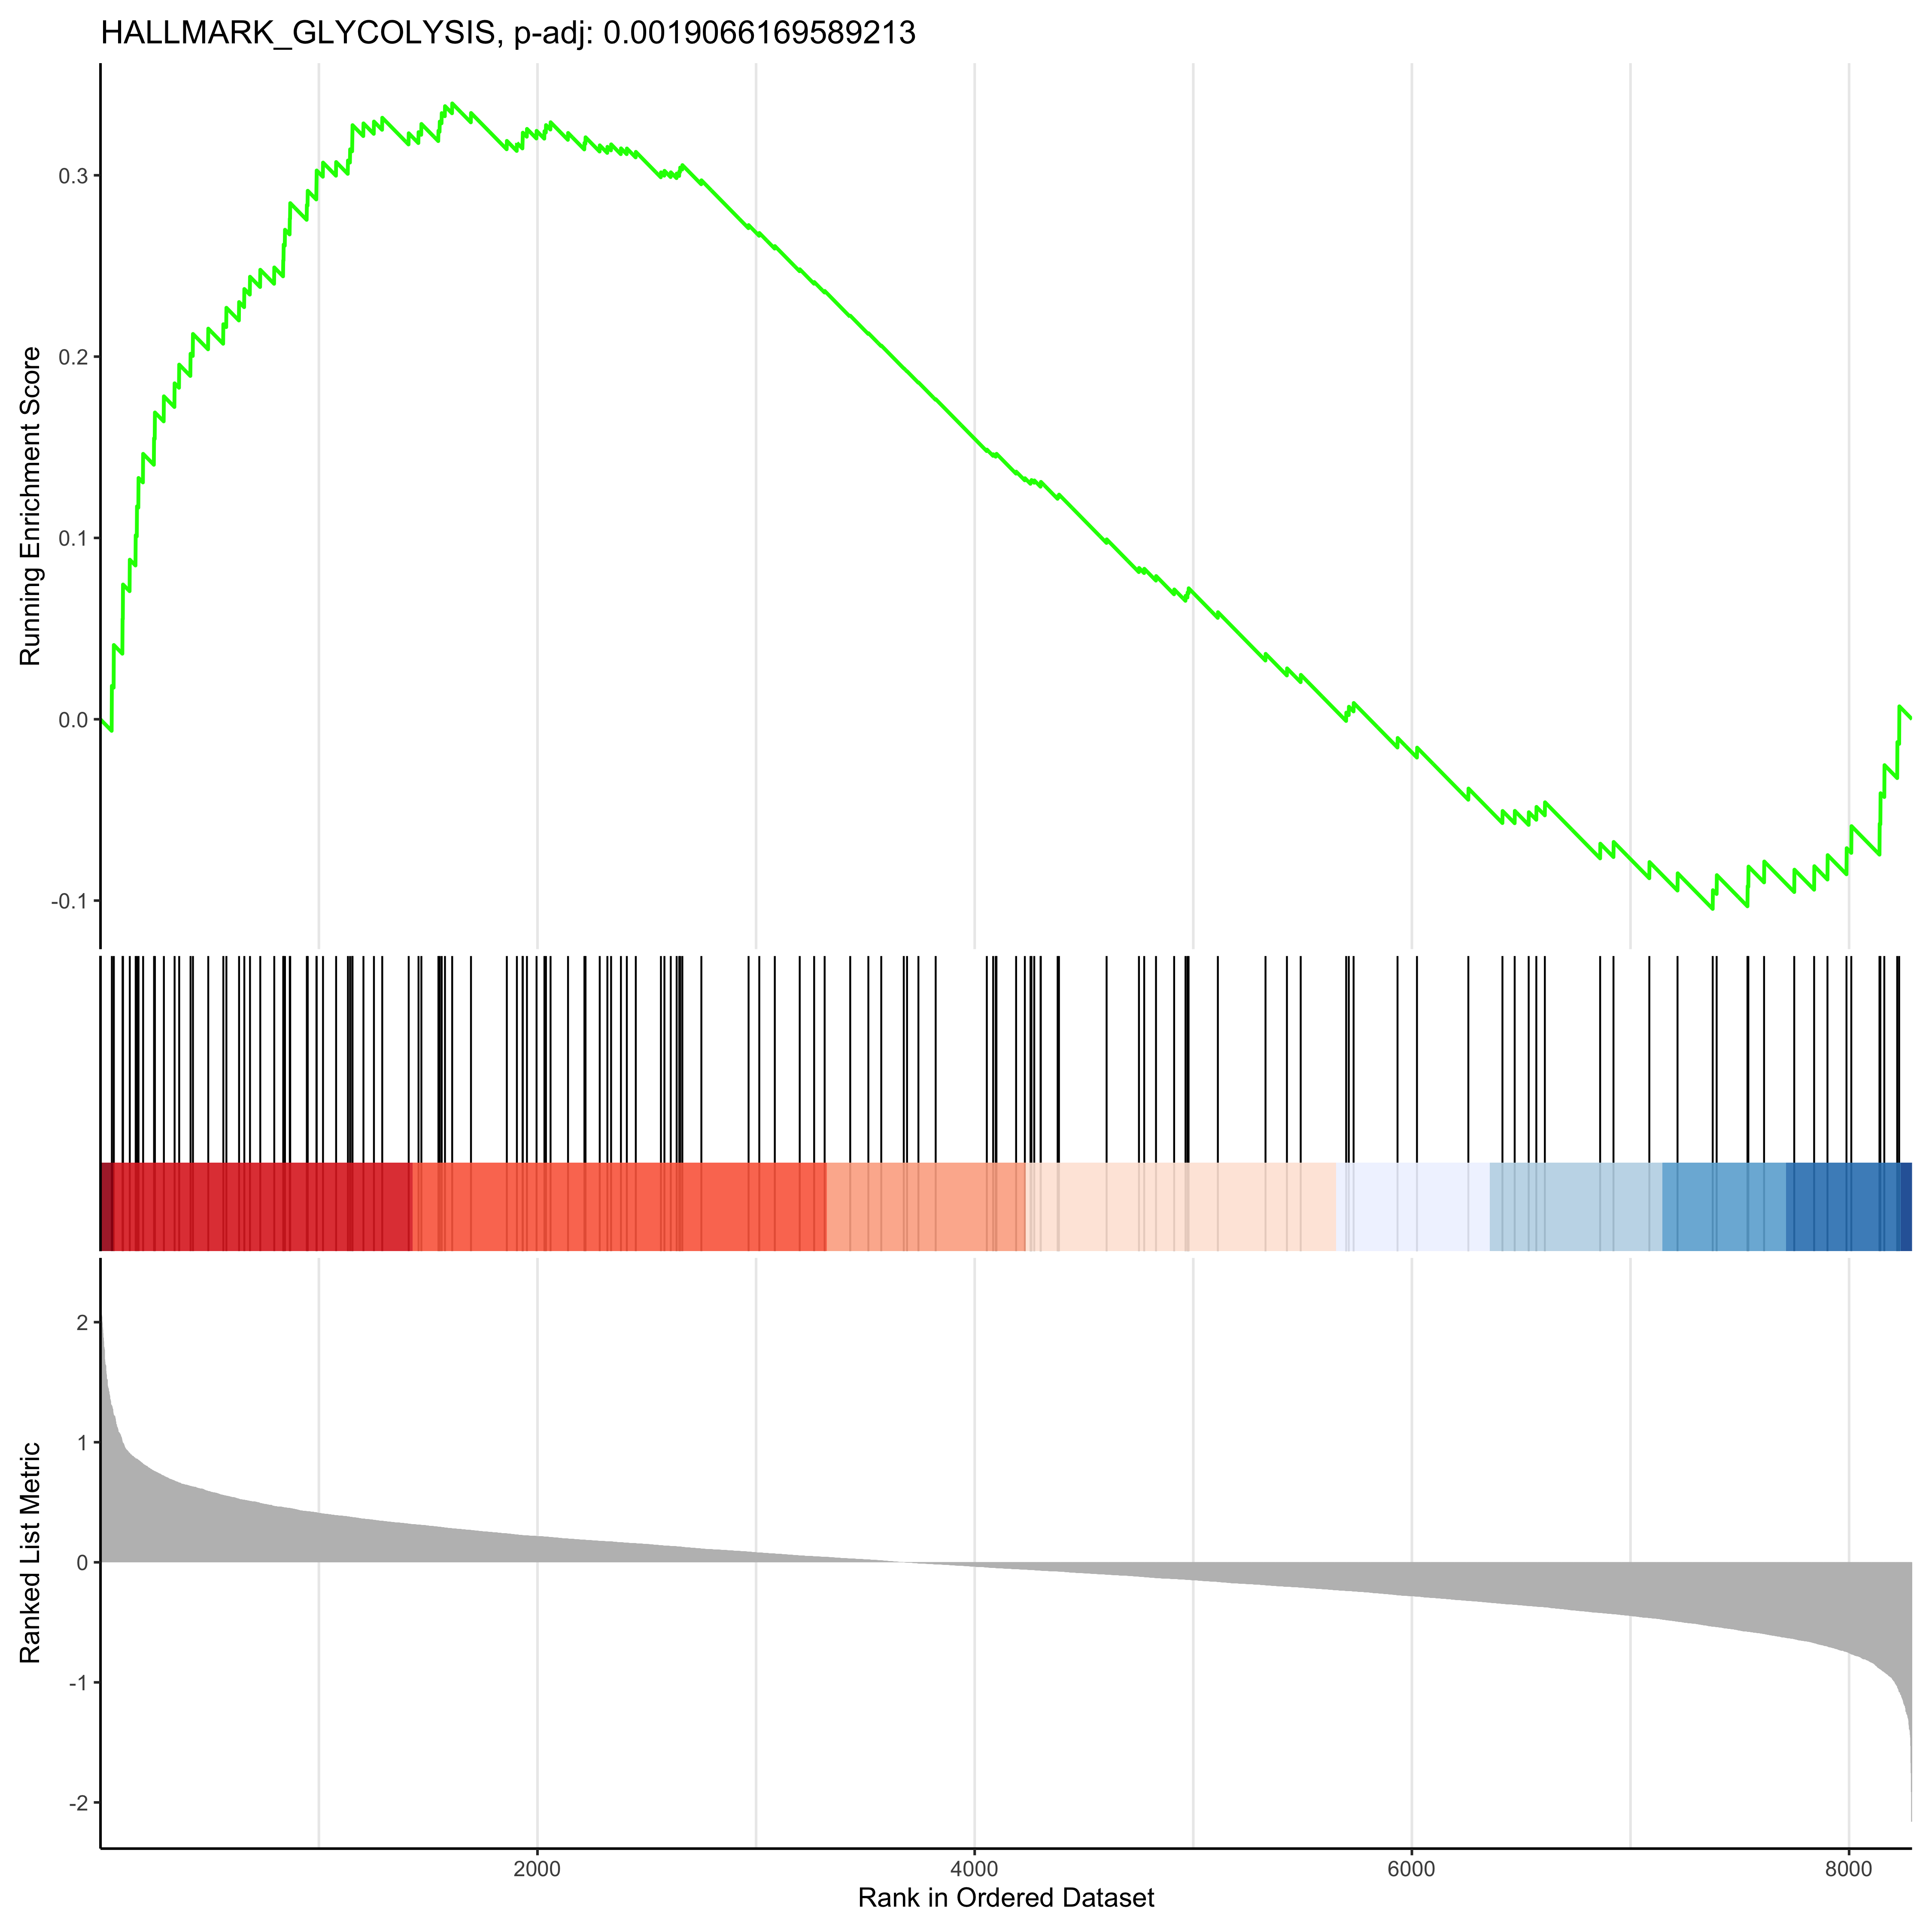 HALLMARK_GLYCOLYSIS, p-adj: 0.0019066169589213
Running Enrichment Score
0.3
0.2
0.1
0.0
-0.1
Ranked List Metric
2
1
0
-1
-2
2000 4000 6000 8000
Rank in Ordered Dataset